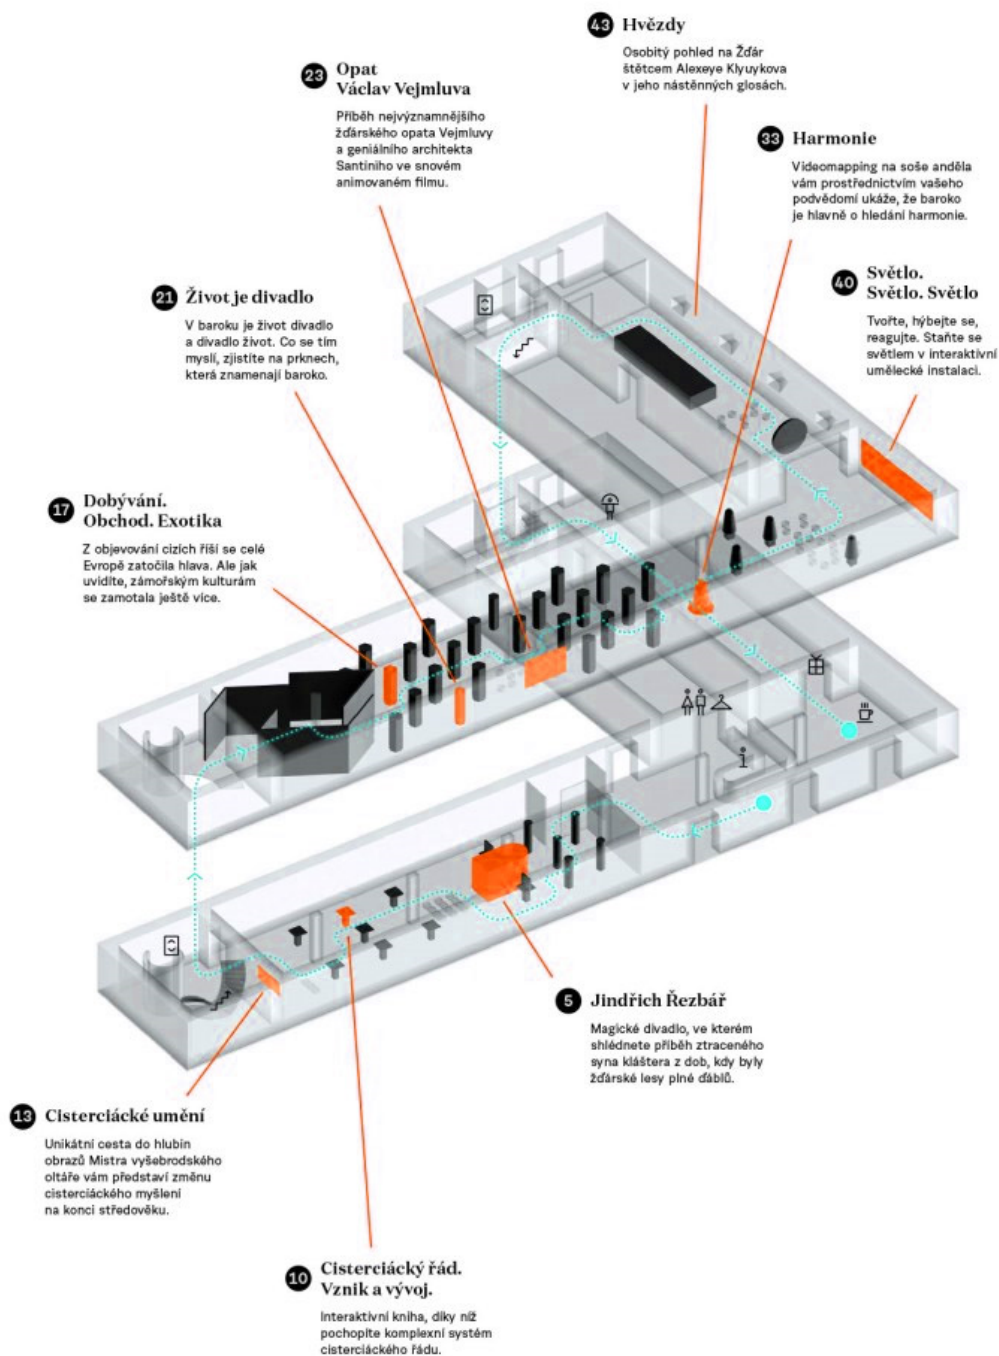 43 Hvězdy
Osobitý pohled na Žďár
štětcem Alexeye Klyuykova
v jeho nástěnných glosách.
23 Opat
Václav Vejmluva
Příběh nejvýznamnějšího
žďárského opata Vejmluvy
a geniálního architekta
Santiniho ve snovém
animovaném filmu.
33 Harmonie
Videomapping na soše anděla
vám prostřednictvím vašeho
podvědomí ukáže, že baroko
je hlavně o hledání harmonie.
21 Život je divadlo
V baroku je život divadlo
a divadlo život. Co se tím
myslí, zjistíte na prknech,
která znamenají baroko.
40 Světlo.
Světlo. Světlo
Tvořte, hýbejte se,
reagujte. Staňte se
světlem v interaktivní
umělecké instalaci.
17 Dobývání.
Obchod. Exotika
Z objevování cizích říší se celé
Evropě zatočila hlava. Ale jak
uvidíte, zámořským kulturám
se zamotala ještě více.
i
5 Jindřich Řezbář
Magické divadlo, ve kterém
shlédnete příběh ztraceného
syna kláštera z dob, kdy byly
žďárské lesy plné ďáblů.
13 Cisterciácké umění
Unikátní cesta do hlubin
obrazů Mistra vyšebrodského
oltáře vám představí změnu
cisterciáckého myšlení
na konci středověku.
10 Cisterciácký řád.
Vznik a vývoj.
Interaktivní kniha, díky níž
pochopíte komplexní systém
cisterciáckého řádu.